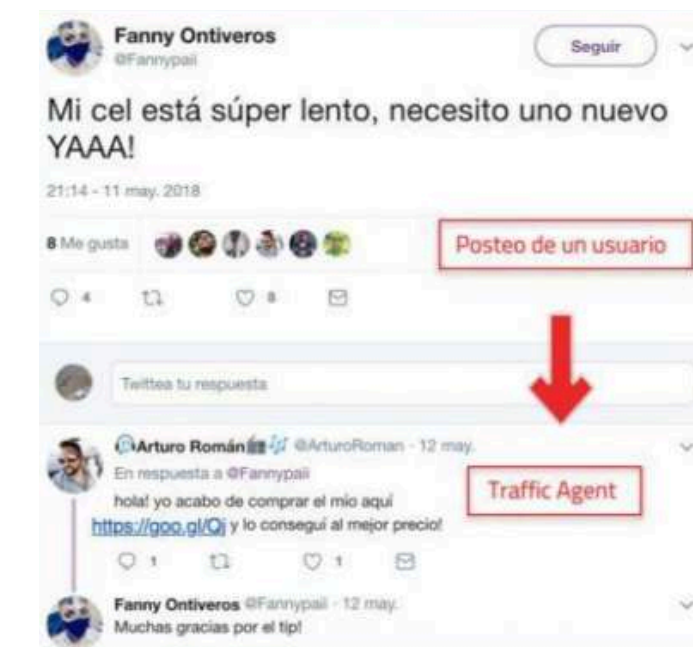 Fanny Ontiveros
@Fannypaii
Seguir
Mi cel está súper lento, necesito uno nuevo
YAAA!
21:14 - 11 may. 2018
8 Me gusta
Posteo de un usuario
4
8
Twittea tu respuesta
Arturo Román @ArturoRoman · 12 may.
En respuesta a @Fannypaii
Traffic Agent
hola! yo acabo de comprar el mío aquí
https://goo.gl/Qj y lo conseguí al mejor precio!
1
1
Fanny Ontiveros @Fannypaii · 12 may.
Muchas gracias por el tip!